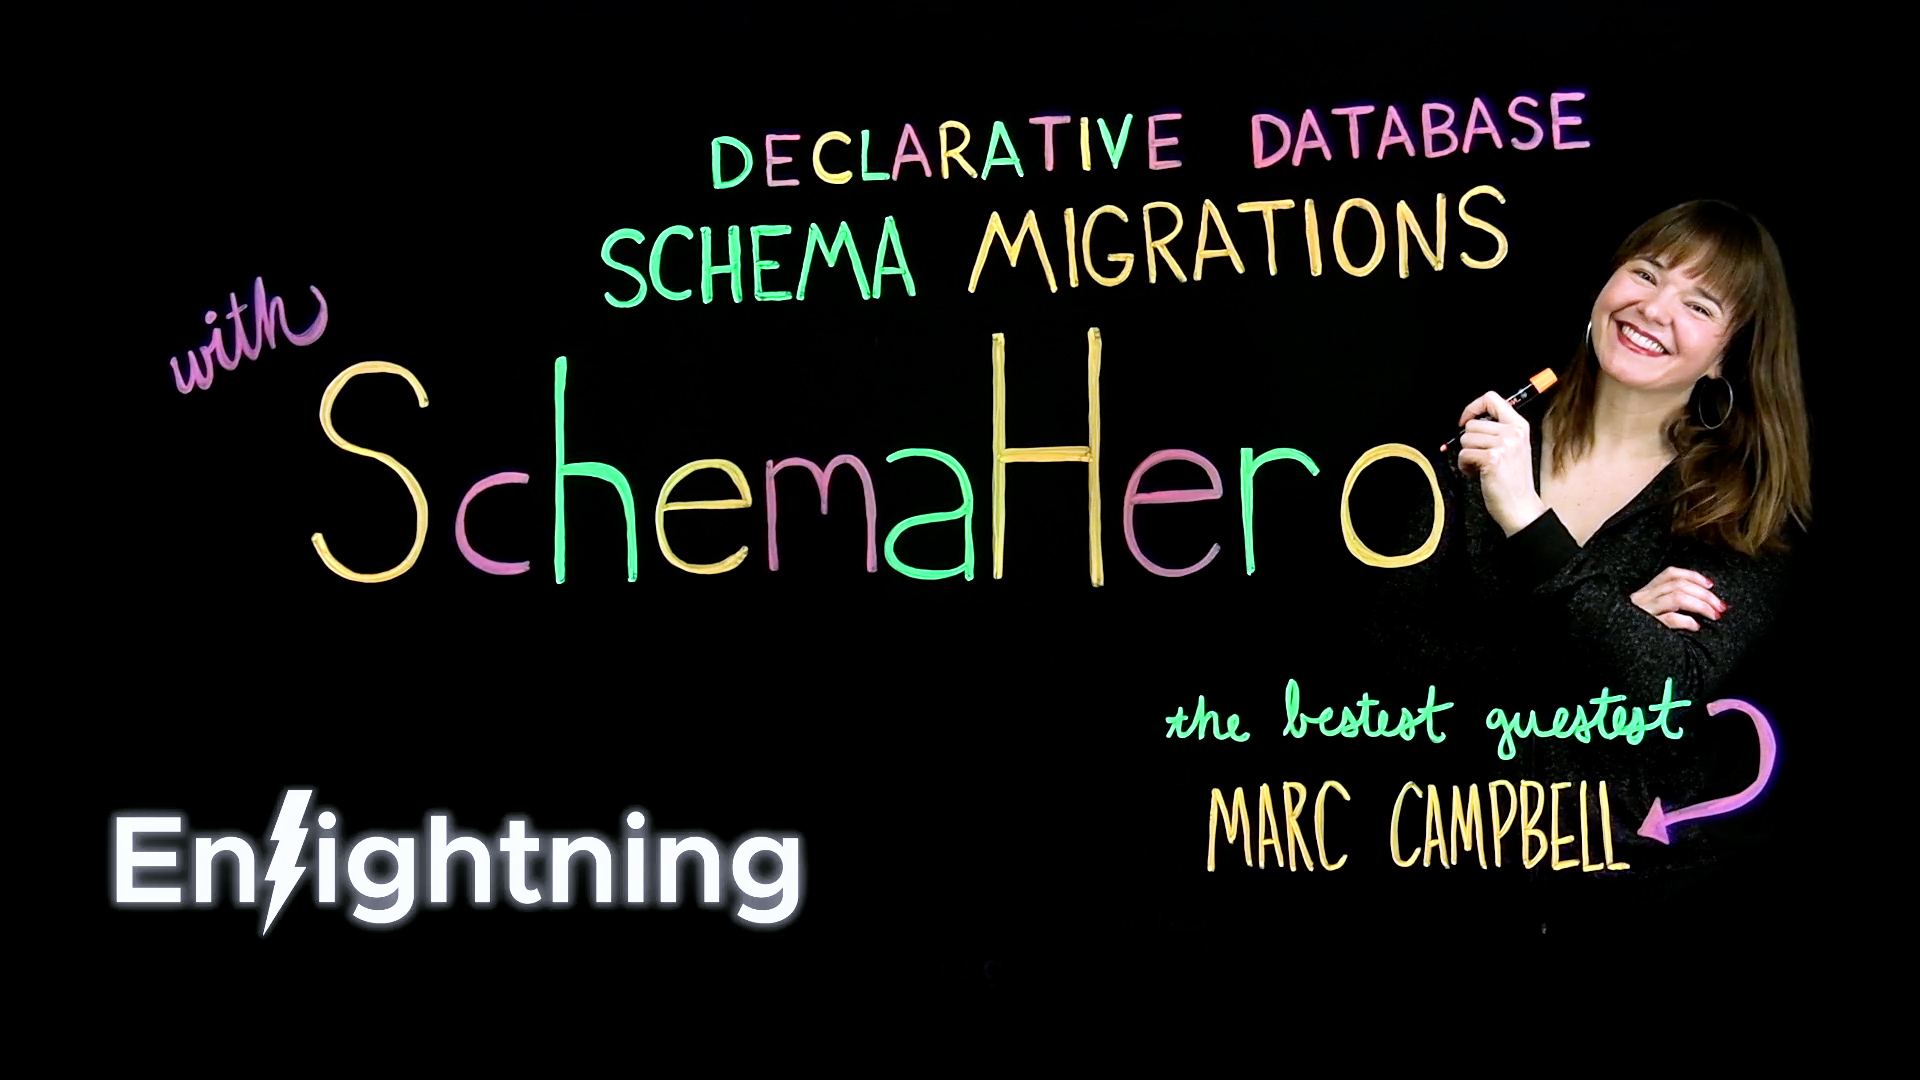 DECLARATIVE DATABASE
SCHEMA MIGRATIONS
with
SchemaHero
the bestest guestest
MARC CAMPBELL
Enlightning